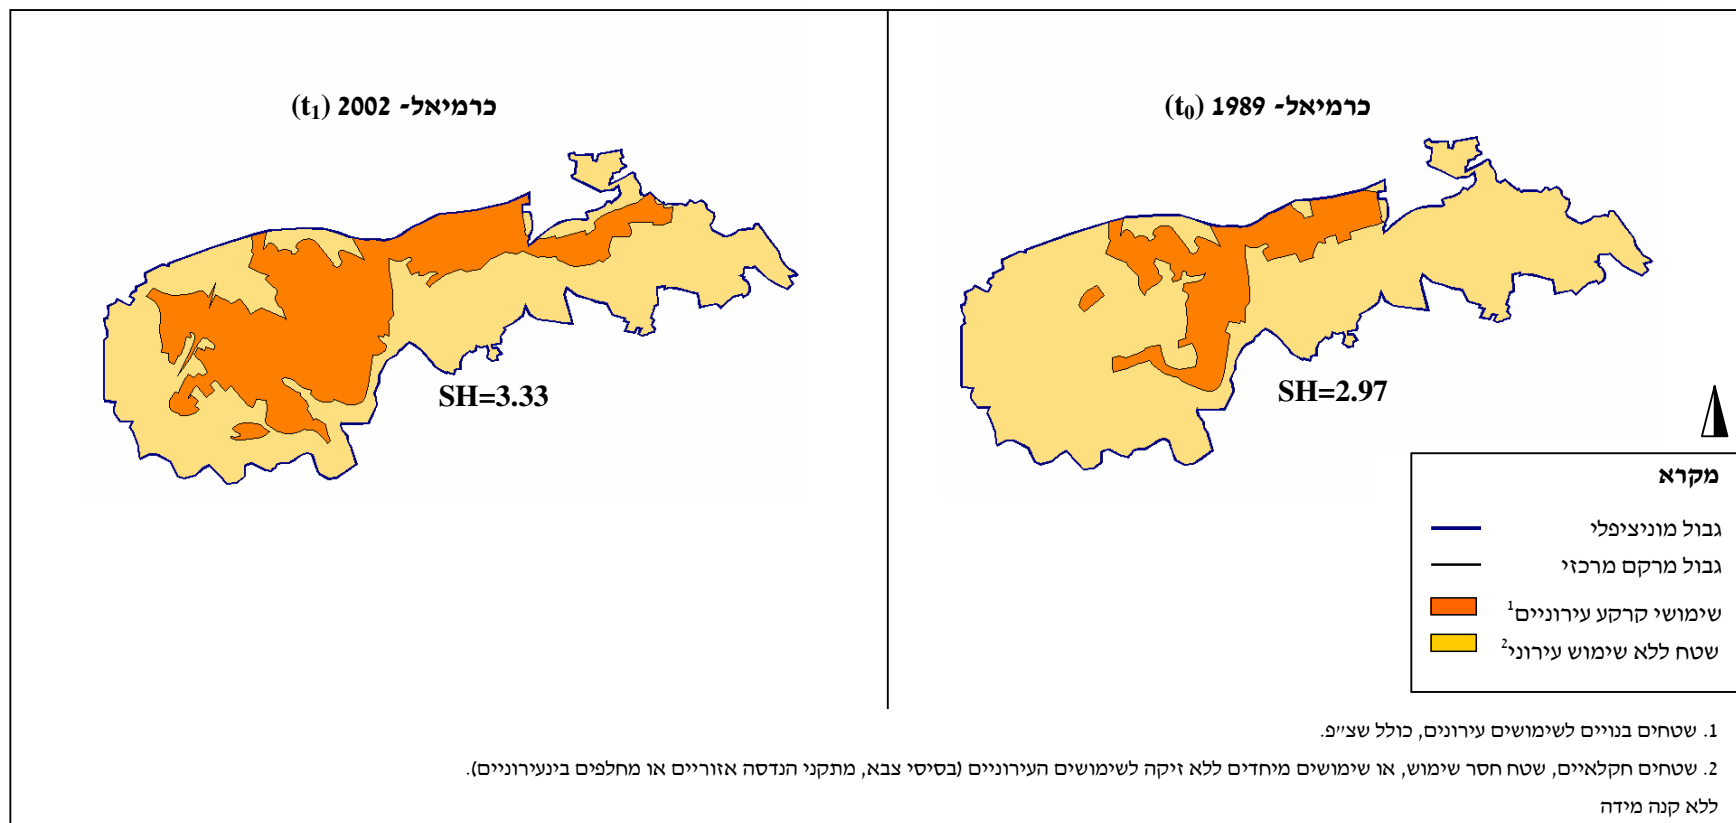 כרמיאל- 1989 (t₀)
SH=2.97
כרמיאל- 2002 (t₁)
SH=3.33
מקרא
גבול מוניציפלי
גבול מרקם מרכזי
שימושי קרקע עירוניים¹
שטח ללא שימוש עירוני²
1. שטחים בנויים לשימושים עירונים, כולל שצ״פ.
2. שטחים חקלאיים, שטח חסר שימוש, או שימושים מיחדים ללא זיקה לשימושים העירוניים (בסיסי צבא, מתקני הנדסה אזוריים או מחלפים בינעירוניים).
ללא קנה מידה